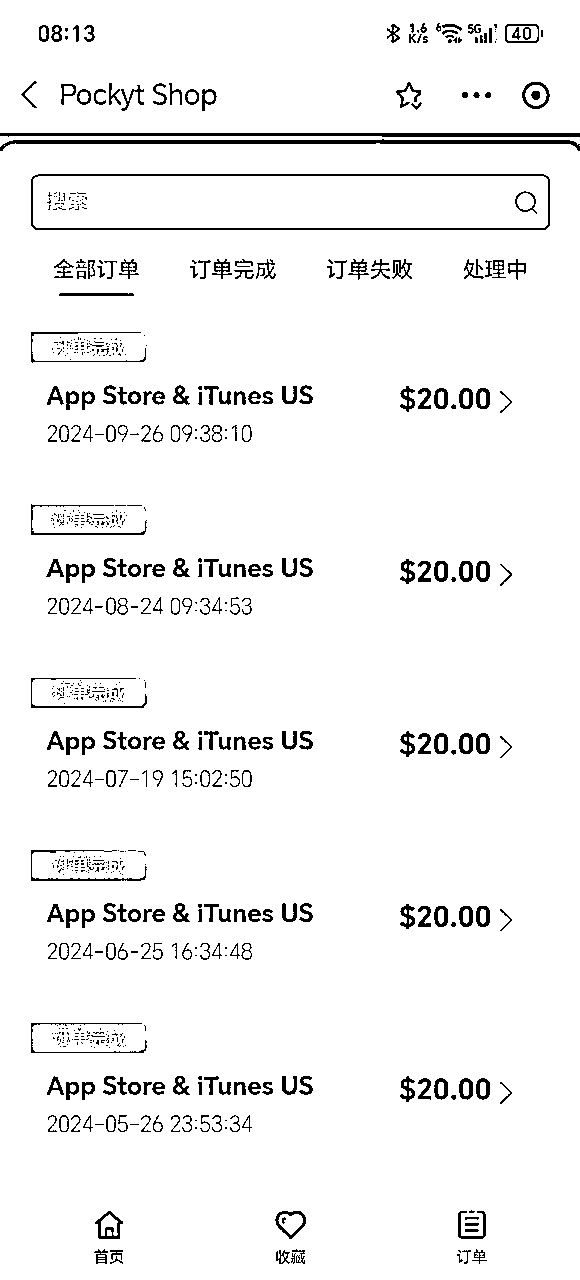 08:13
1.6 K/s 6 5G 40
Pockyt Shop
搜索
全部订单 订单完成 订单失败 处理中
订单完成
App Store & iTunes US $20.00
2024-09-26 09:38:10
订单完成
App Store & iTunes US $20.00
2024-08-24 09:34:53
订单完成
App Store & iTunes US $20.00
2024-07-19 15:02:50
订单完成
App Store & iTunes US $20.00
2024-06-25 16:34:48
订单完成
App Store & iTunes US $20.00
2024-05-26 23:53:34
首页 收藏 订单